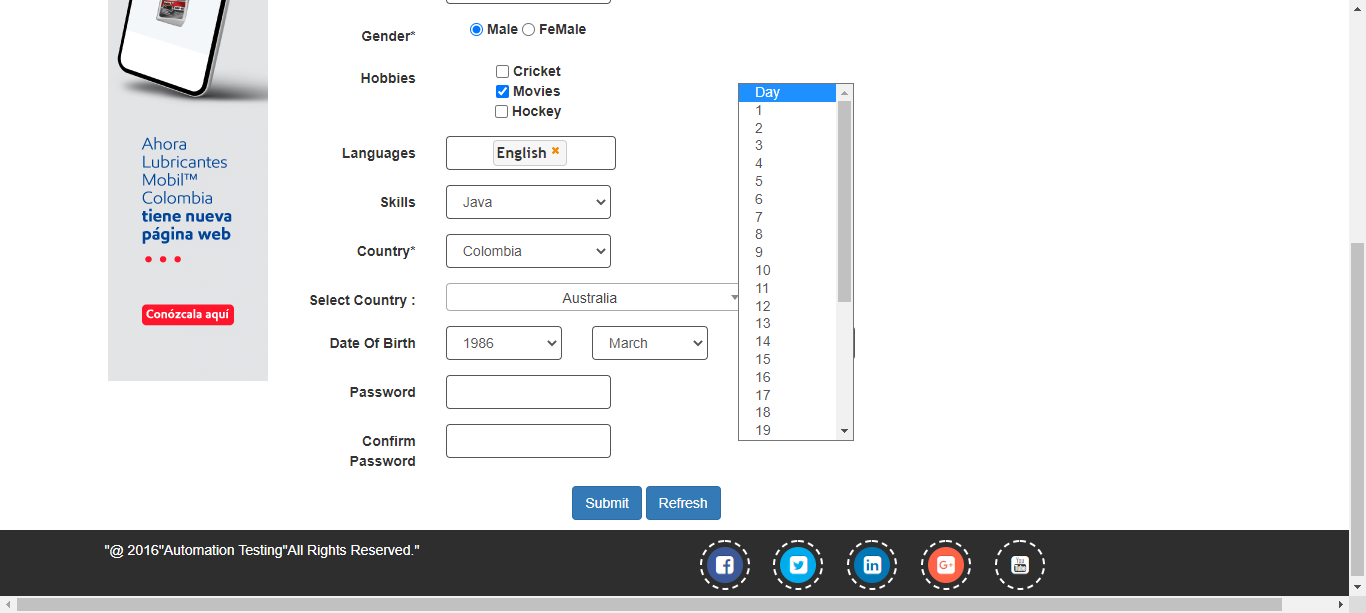 Ahora
Lubricantes
Mobil™
Colombia
tiene nueva
página web
Conózcala aquí
Gender*
Male FeMale
Hobbies
Cricket
Movies
Hockey
Languages
English
Skills
Java
Country*
Colombia
Select Country :
Australia
Date Of Birth
1986
March
Day
1
2
3
4
5
6
7
8
9
10
11
12
13
14
15
16
17
18
19
Password
Confirm
Password
Submit
Refresh
"@ 2016"Automation Testing"All Rights Reserved."
f
in
G+
You
Tube